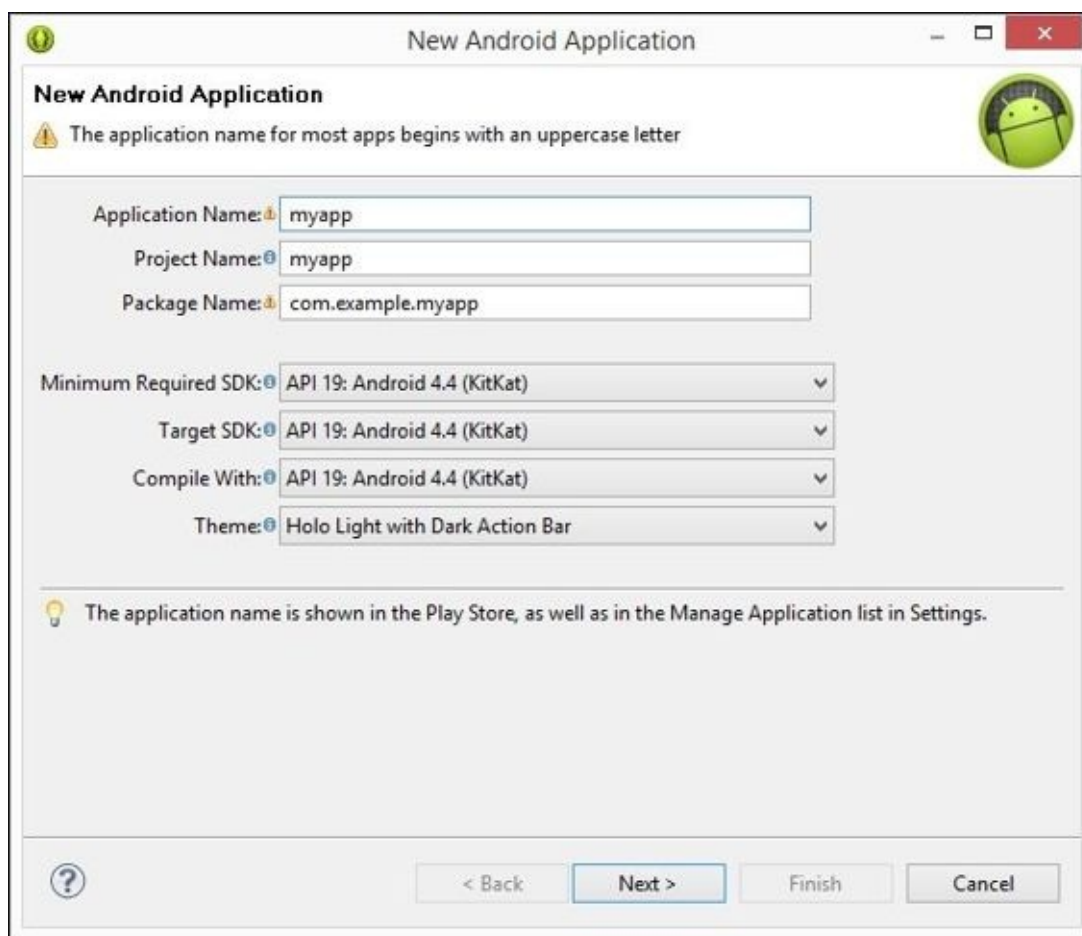 New Android Application
New Android Application
The application name for most apps begins with an uppercase letter
Application Name: myapp
Project Name: myapp
Package Name: com.example.myapp
Minimum Required SDK: API 19: Android 4.4 (KitKat)
Target SDK: API 19: Android 4.4 (KitKat)
Compile With: API 19: Android 4.4 (KitKat)
Theme: Holo Light with Dark Action Bar
The application name is shown in the Play Store, as well as in the Manage Application list in Settings.
< Back Next > Finish Cancel